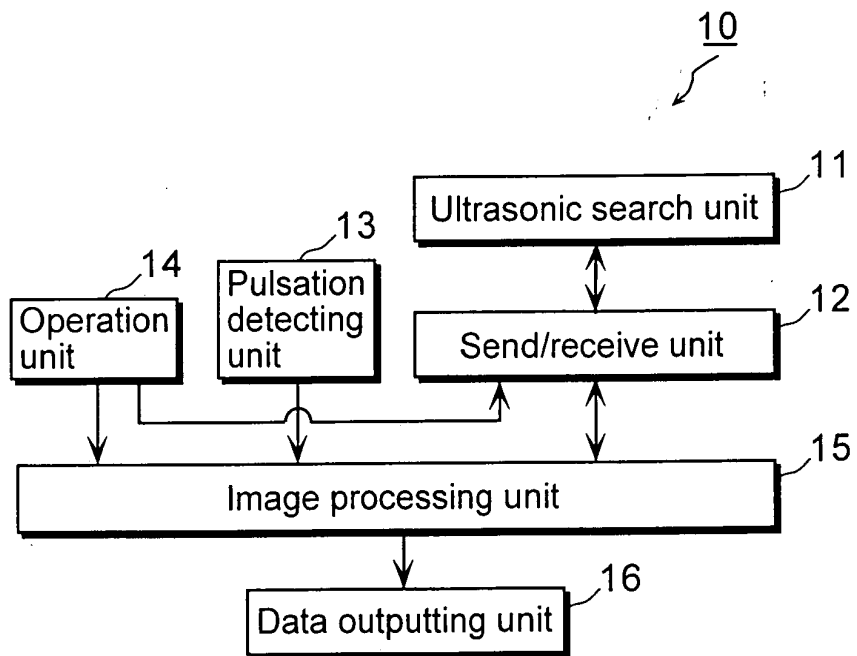 10
11
Ultrasonic search unit
13
14
Pulsation
detecting
unit
Operation
unit
12
Send/receive unit
15
Image processing unit
16
Data outputting unit